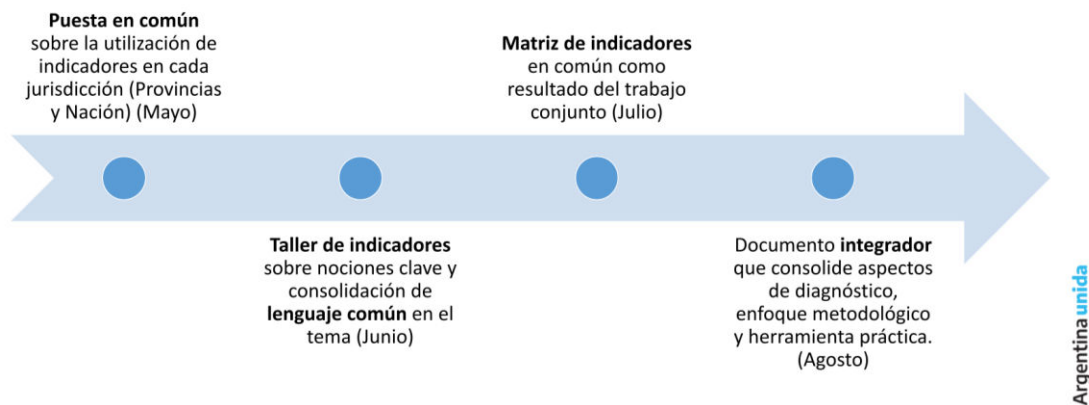 Puesta en común
sobre la utilización de
indicadores en cada
jurisdicción (Provincias
y Nación) (Mayo)
Taller de indicadores
sobre nociones clave y
consolidación de
lenguaje común en el
tema (Junio)
Matriz de indicadores
en común como
resultado del trabajo
conjunto (Julio)
Documento integrador
que consolide aspectos
de diagnóstico,
enfoque metodológico
y herramienta práctica.
(Agosto)
Argentina unida